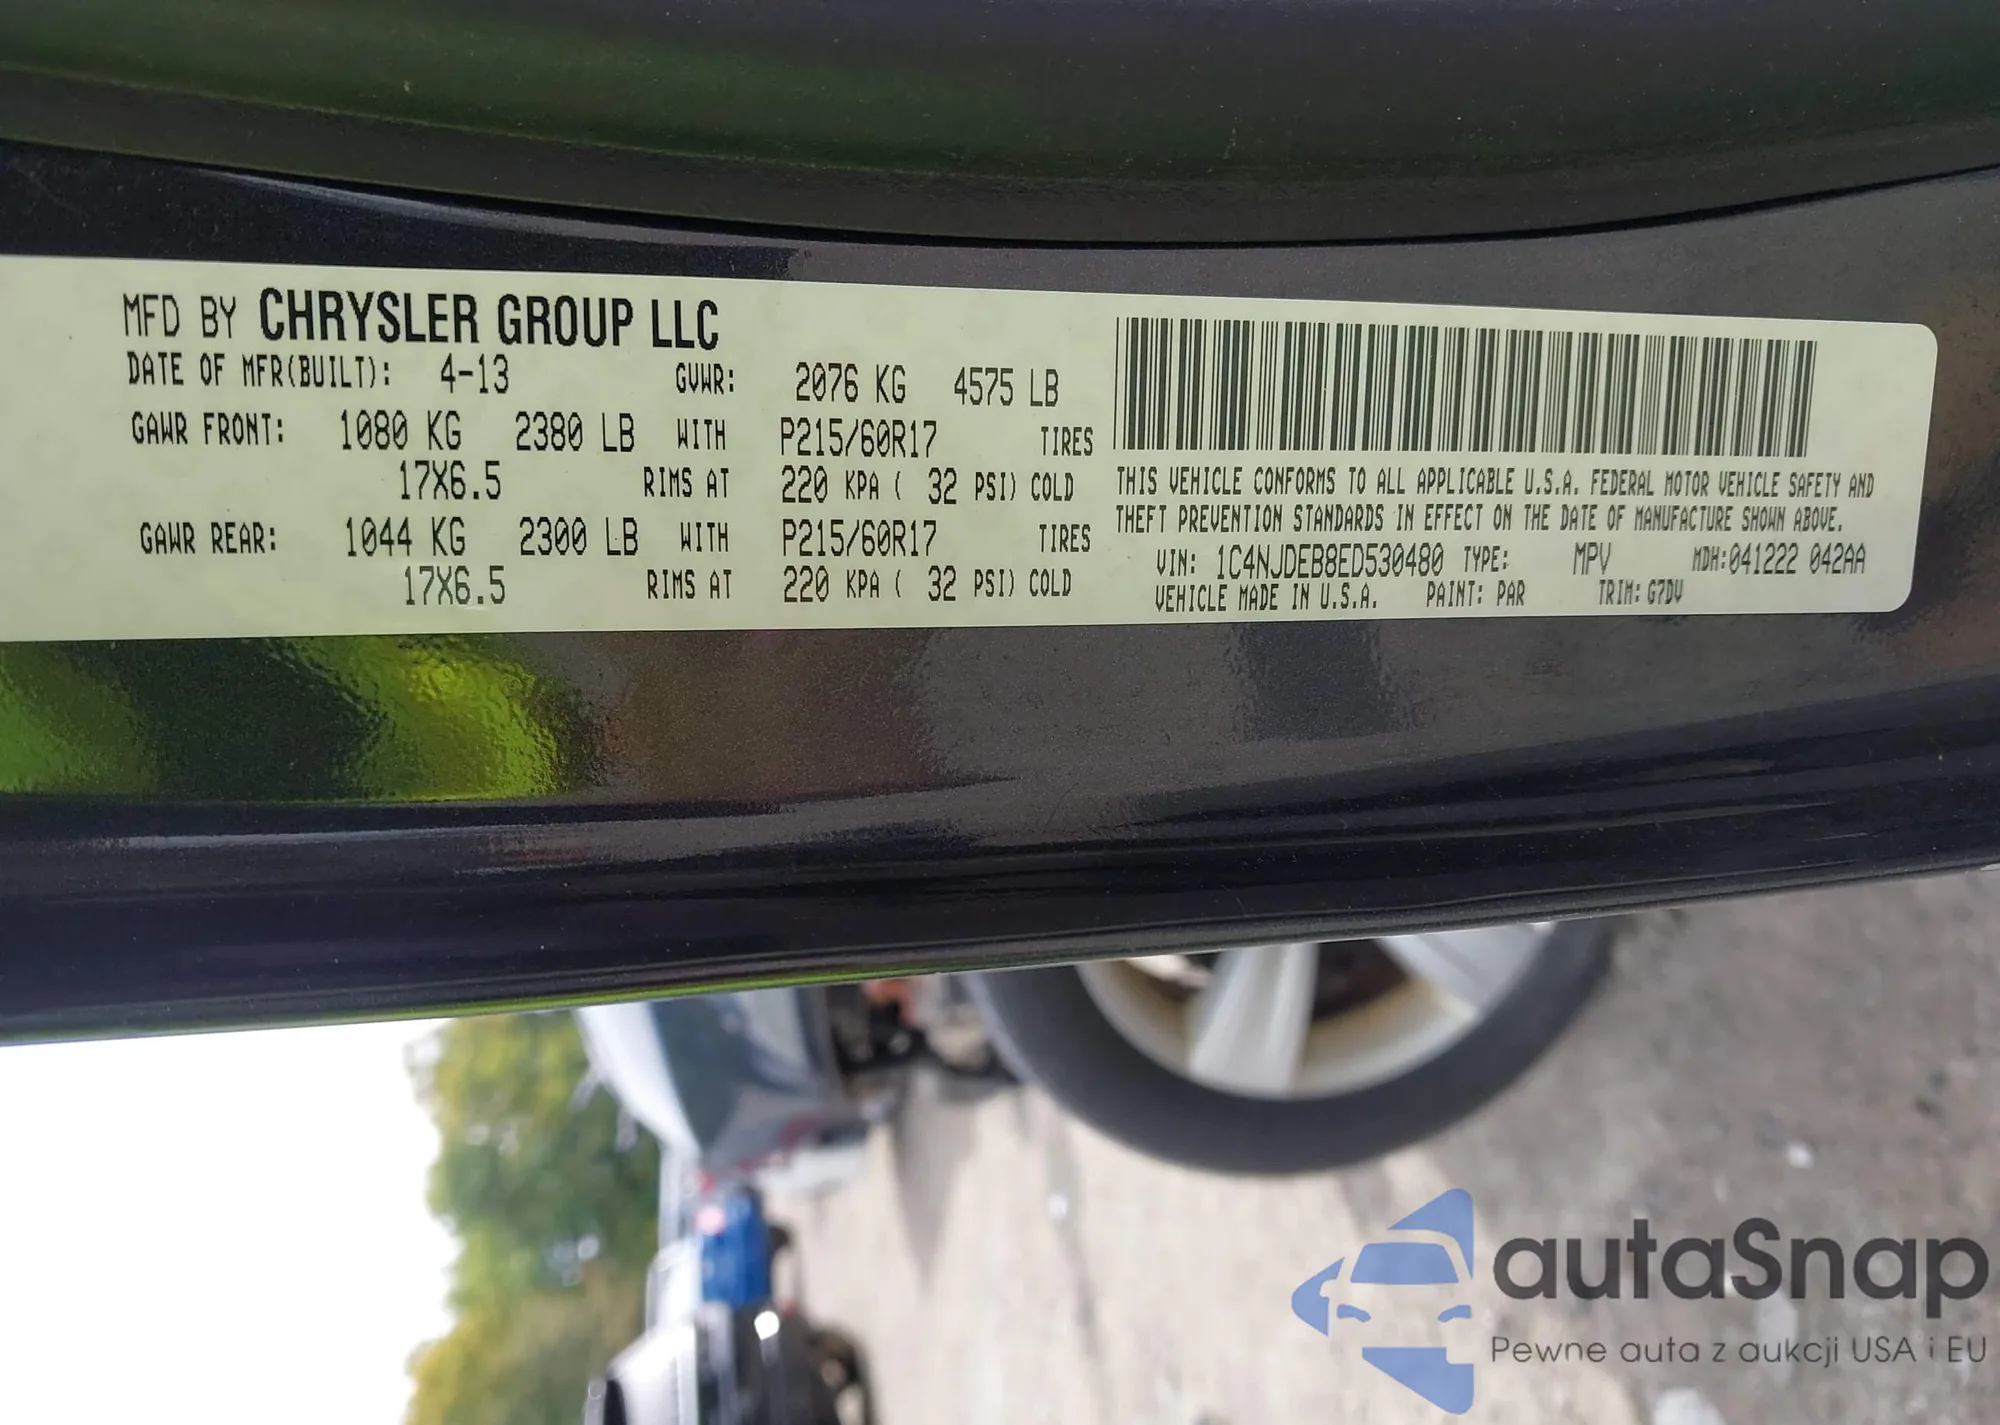 MFD BY CHRYSLER GROUP LLC
DATE OF MFR(BUILT): 4-13 GVWR: 2076 KG 4575 LB
GAWR FRONT: 1080 KG 2380 LB WITH P215/60R17 TIRES
17X6.5 RIMS AT 220 KPA ( 32 PSI) COLD
GAWR REAR: 1044 KG 2300 LB WITH P215/60R17 TIRES
17X6.5 RIMS AT 220 KPA ( 32 PSI) COLD
THIS VEHICLE CONFORMS TO ALL APPLICABLE U.S.A. FEDERAL MOTOR VEHICLE SAFETY AND
THEFT PREVENTION STANDARDS IN EFFECT ON THE DATE OF MANUFACTURE SHOWN ABOVE.
VIN: 1C4NJDEB8ED530480 TYPE: MPV MDH:041222 042AA
VEHICLE MADE IN U.S.A. PAINT: PAR TRIM: G7DV
autaSnap
Pewne auta z aukcji USA i EU